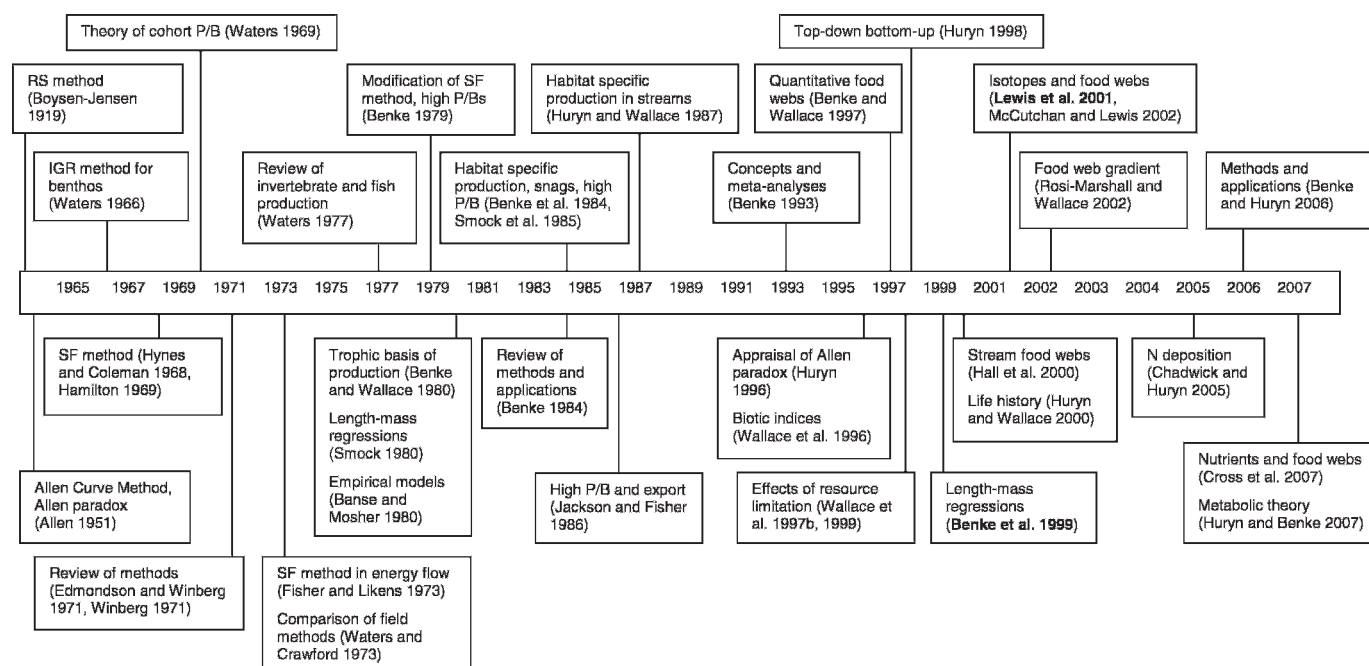 Theory of cohort P/B (Waters 1969)
Top-down bottom-up (Huryn 1998)
RS method
(Boysen-Jensen
1919)
Modification of SF
method, high P/Bs
(Benke 1979)
Habitat specific
production in streams
(Huryn and Wallace 1987)
Quantitative food
webs (Benke and
Wallace 1997)
Isotopes and food webs
(Lewis et al. 2001,
McCutchan and Lewis 2002)
IGR method for
benthos
(Waters 1966)
Review of
invertebrate and fish
production
(Waters 1977)
Habitat specific
production, snags, high
P/B (Benke et al. 1984,
Smock et al. 1985)
Concepts and
meta-analyses
(Benke 1993)
Food web gradient
(Rosi-Marshall and
Wallace 2002)
Methods and
applications (Benke
and Huryn 2006)
1965 1967 1969 1971 1973 1975 1977 1979 1981 1983 1985 1987 1989 1991 1993 1995 1997 1999 2001 2002 2003 2004 2005 2006 2007
SF method (Hynes
and Coleman 1968,
Hamilton 1969)
Trophic basis of
production (Benke
and Wallace 1980)
Length-mass
regressions
(Smock 1980)
Empirical models
(Banse and
Mosher 1980)
Review of
methods and
applications
(Benke 1984)
Appraisal of Allen
paradox (Huryn
1996)
Biotic indices
(Wallace et al. 1996)
Stream food webs
(Hall et al. 2000)
Life history (Huryn
and Wallace 2000)
N deposition
(Chadwick and
Huryn 2005)
Allen Curve Method,
Allen paradox
(Allen 1951)
High P/B and export
(Jackson and Fisher
1986)
Effects of resource
limitation (Wallace
et al. 1997b, 1999)
Length-mass
regressions
(Benke et al. 1999)
Nutrients and food webs
(Cross et al. 2007)
Metabolic theory
(Huryn and Benke 2007)
Review of methods
(Edmondson and Winberg
1971, Winberg 1971)
SF method in energy flow
(Fisher and Likens 1973)
Comparison of field
methods (Waters and
Crawford 1973)